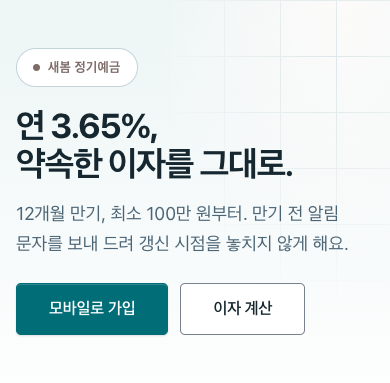 새봄 정기예금
연 3.65%,
약속한 이자를 그대로.
12개월 만기, 최소 100만 원부터. 만기 전 알림
문자를 보내 드려 갱신 시점을 놓치지 않게 해요.
모바일로 가입
이자 계산